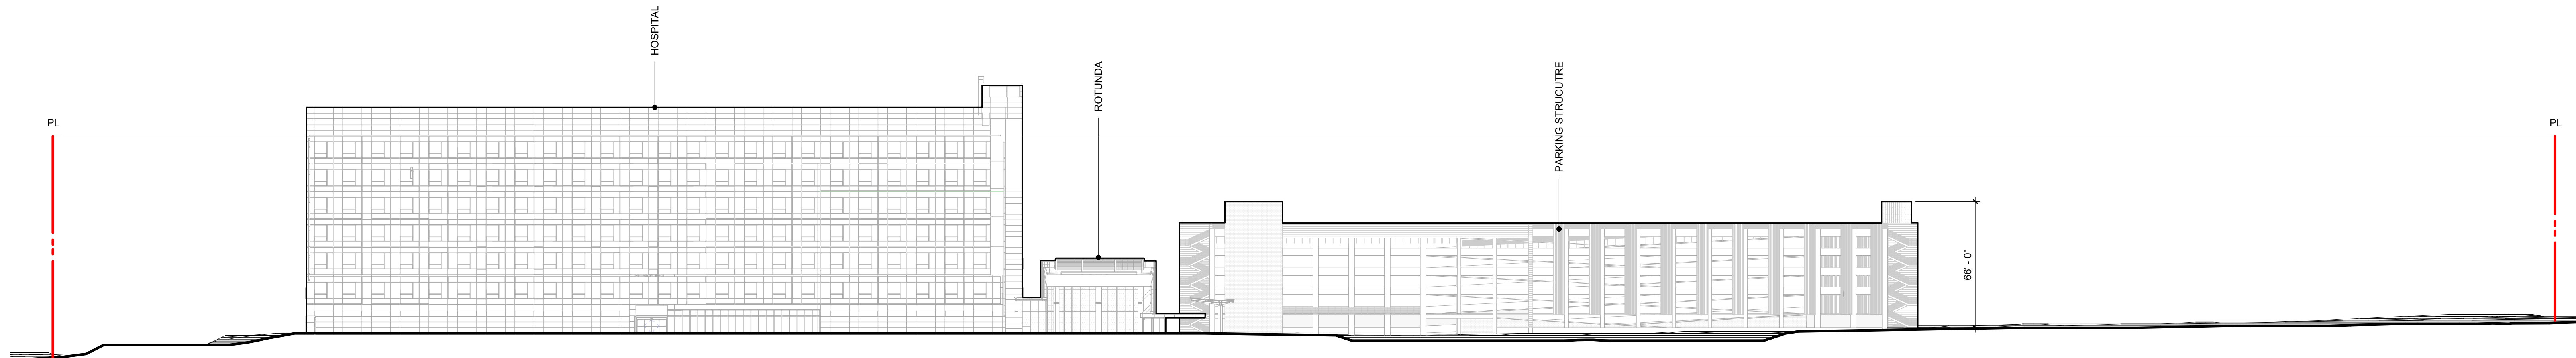 HOSPITAL
ROTUNDA
PARKING STRUCUTRE
PL
PL
66' - 0"